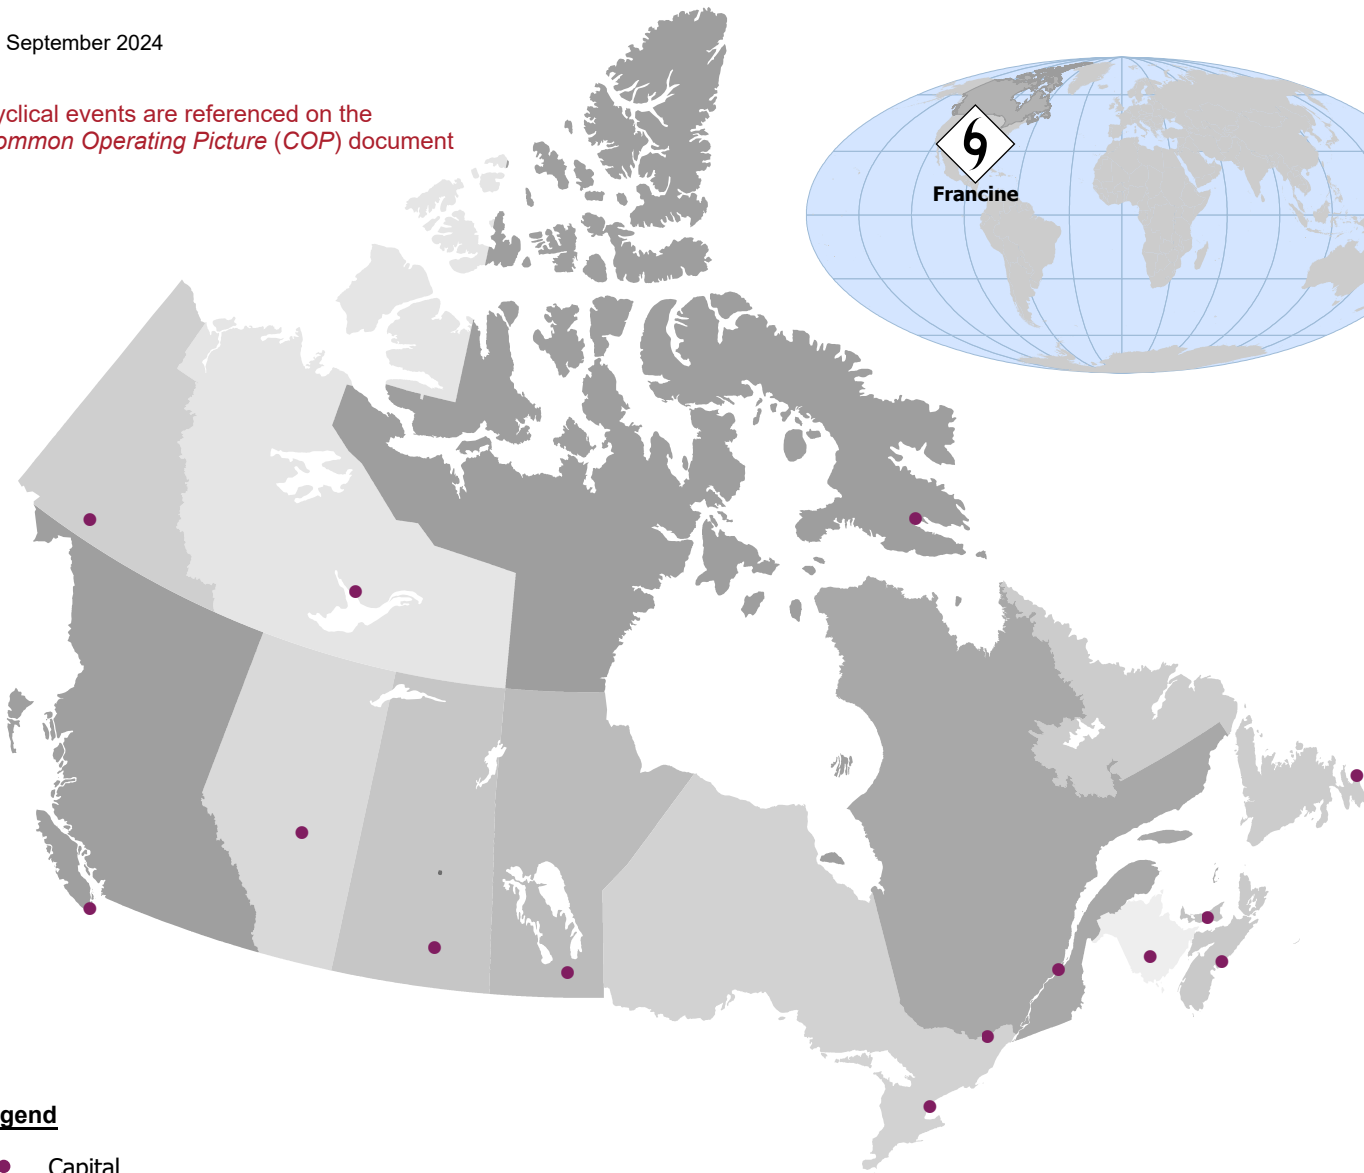 September 2024
yclical events are referenced on the
ommon Operating Picture (COP) document
Francine
gend
Capital